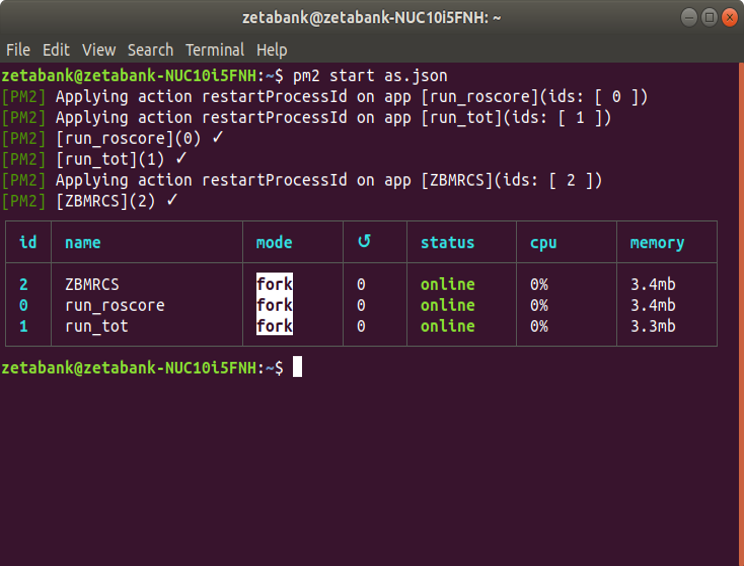 zetabank@zetabank-NUC10i5FNH: ~
File Edit View Search Terminal Help
zetabank@zetabank-NUC10i5FNH:~$ pm2 start as.json
[PM2] Applying action restartProcessId on app [run_roscore](ids: [ 0 ])
[PM2] Applying action restartProcessId on app [run_tot](ids: [ 1 ])
[PM2] [run_roscore](0) ✓
[PM2] [run_tot](1) ✓
[PM2] Applying action restartProcessId on app [ZBMRCS](ids: [ 2 ])
[PM2] [ZBMRCS](2) ✓
id name mode ↺ status cpu memory
2 ZBMRCS fork 0 online 0% 3.4mb
0 run_roscore fork 0 online 0% 3.4mb
1 run_tot fork 0 online 0% 3.3mb
zetabank@zetabank-NUC10i5FNH:~$